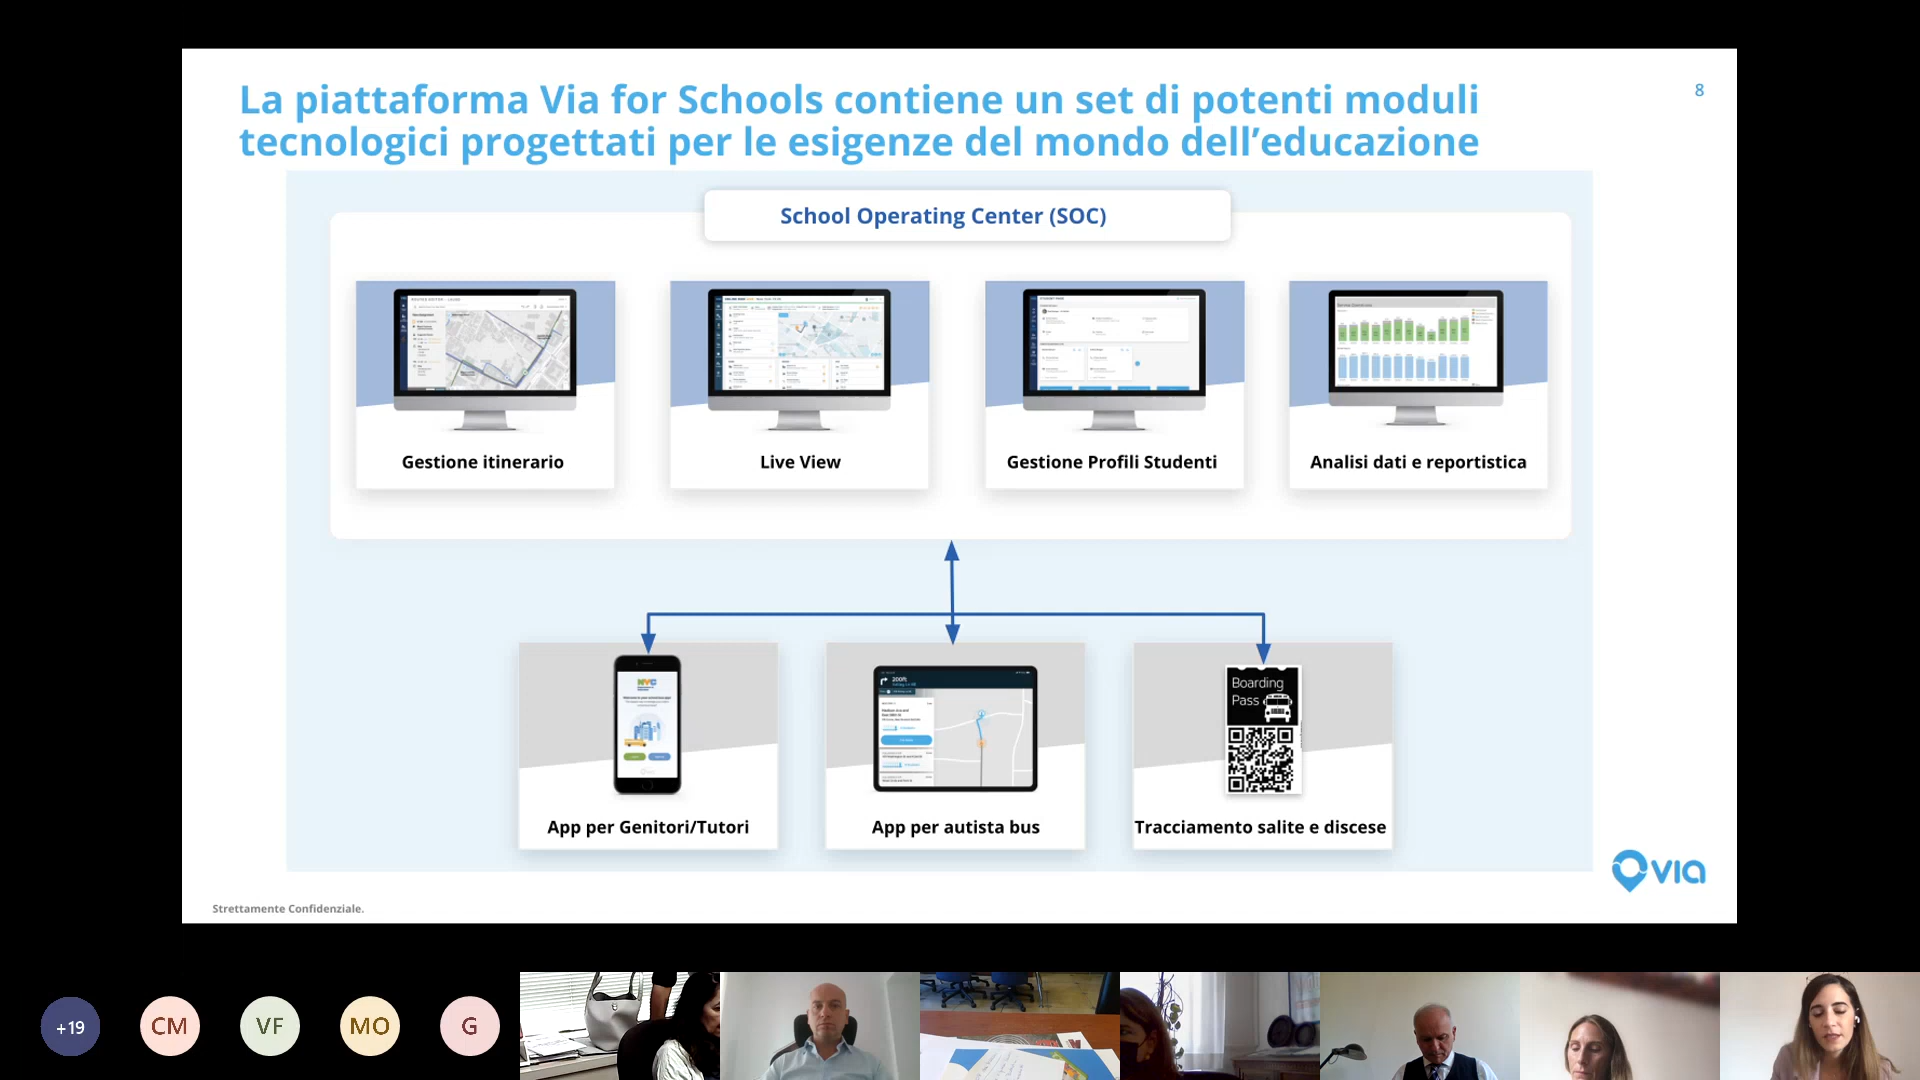 La piattaforma Via for Schools contiene un set di potenti moduli
tecnologici progettati per le esigenze del mondo dell’educazione
8
School Operating Center (SOC)
Gestione itinerario
Live View
Gestione Profili Studenti
Analisi dati e reportistica
NYC
200ft
Boarding
Pass
App per Genitori/Tutori
App per autista bus
Tracciamento salite e discese
via
Strettamente Confidenziale.
+19
CM
VF
MO
G